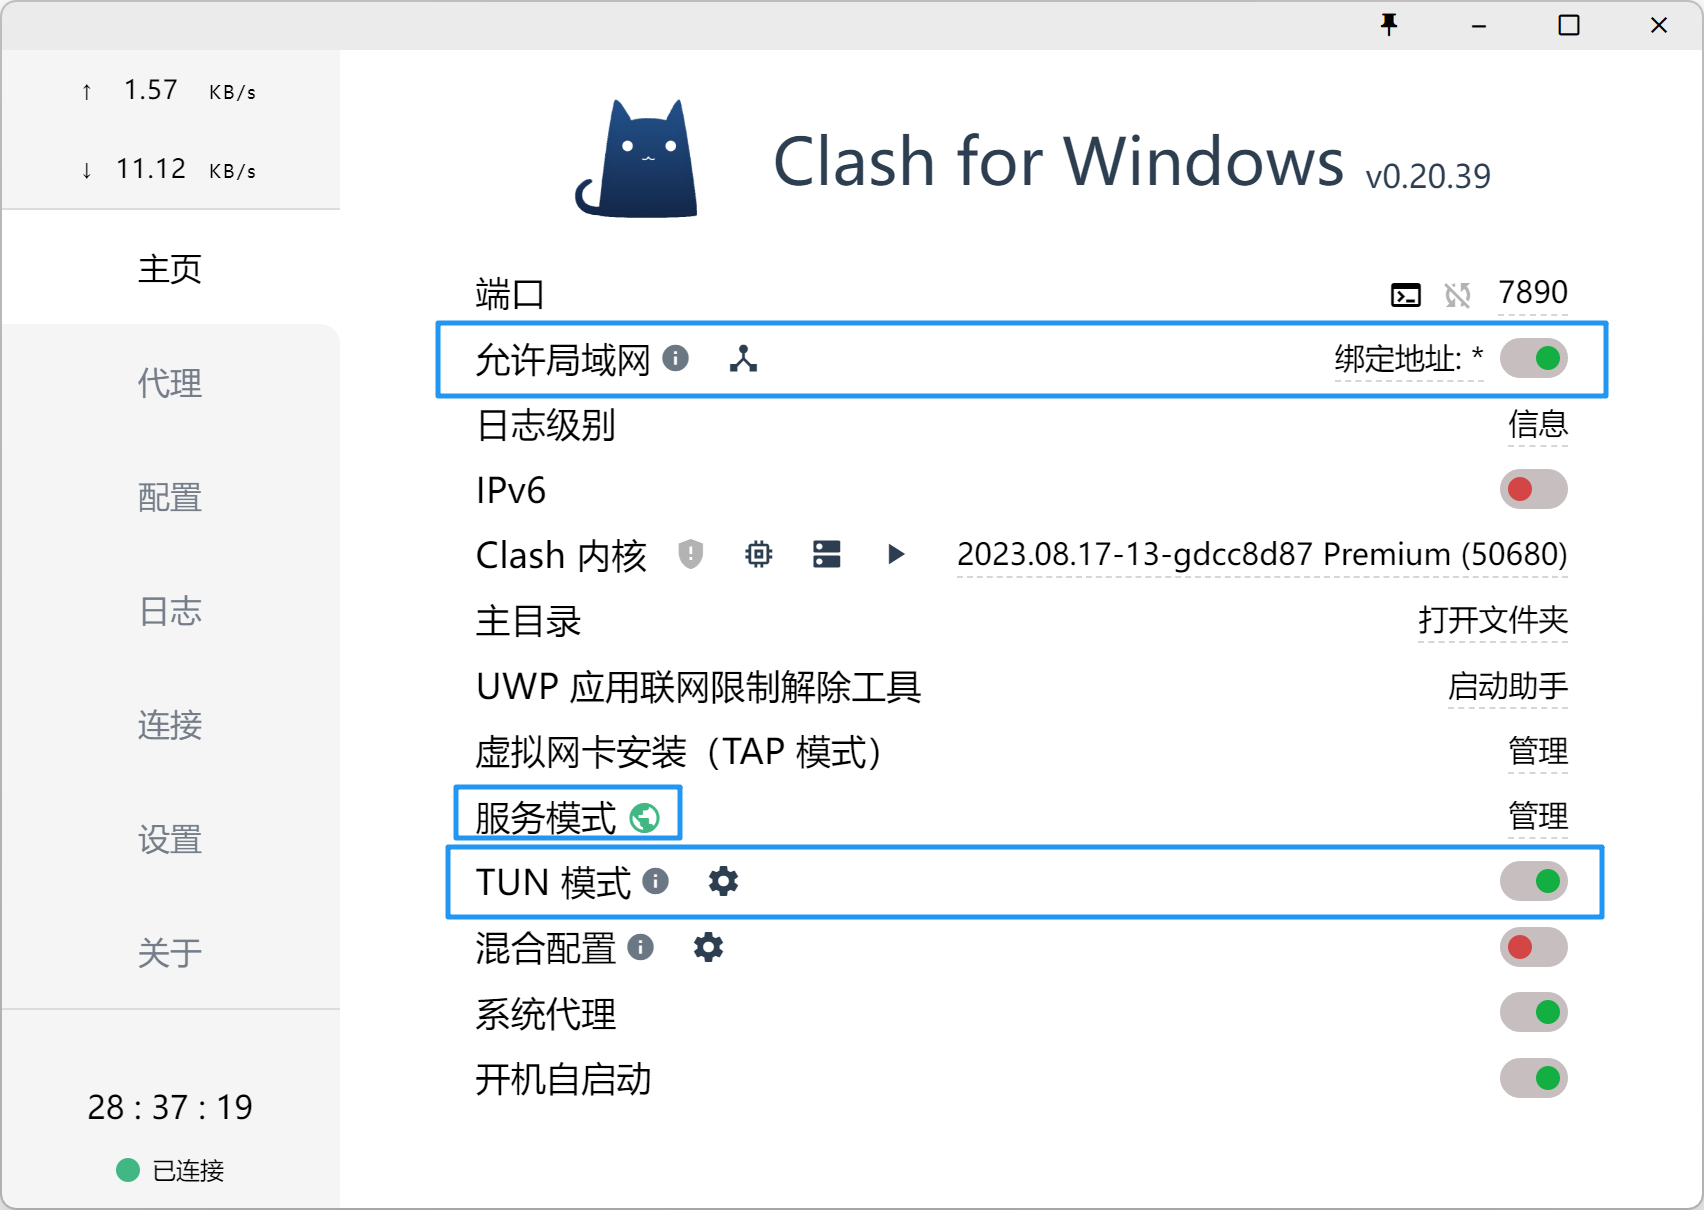 ↑ 1.57 KB/s
↓ 11.12 KB/s
主页
代理
配置
日志
连接
设置
关于
28 : 37 : 19
已连接
Clash for Windows v0.20.39
端口 7890
允许局域网 绑定地址: *
日志级别 信息
IPv6
Clash 内核 2023.08.17-13-gdcc8d87 Premium (50680)
主目录 打开文件夹
UWP 应用联网限制解除工具 启动助手
虚拟网卡安装（TAP 模式） 管理
服务模式 管理
TUN 模式
混合配置
系统代理
开机自启动